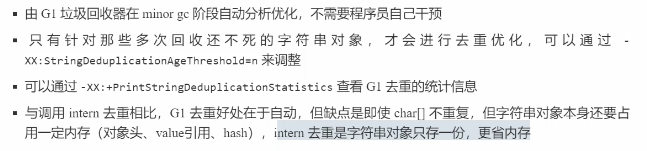 由 G1 垃圾回收器在 minor gc 阶段自动分析优化，不需要程序员自己干预
只有针对那些多次回收还不死的字符串对象，才会进行去重优化，可以通过 -
XX:StringDeduplicationAgeThreshold=n 来调整
可以通过 -XX:+PrintStringDeduplicationStatistics 查看 G1 去重的统计信息
与调用 intern 去重相比，G1 去重好处在于自动，但缺点是即使 char[] 不重复，但字符串对象本身还要占
用一定内存（对象头、value引用、hash），intern 去重是字符串对象只存一份，更省内存